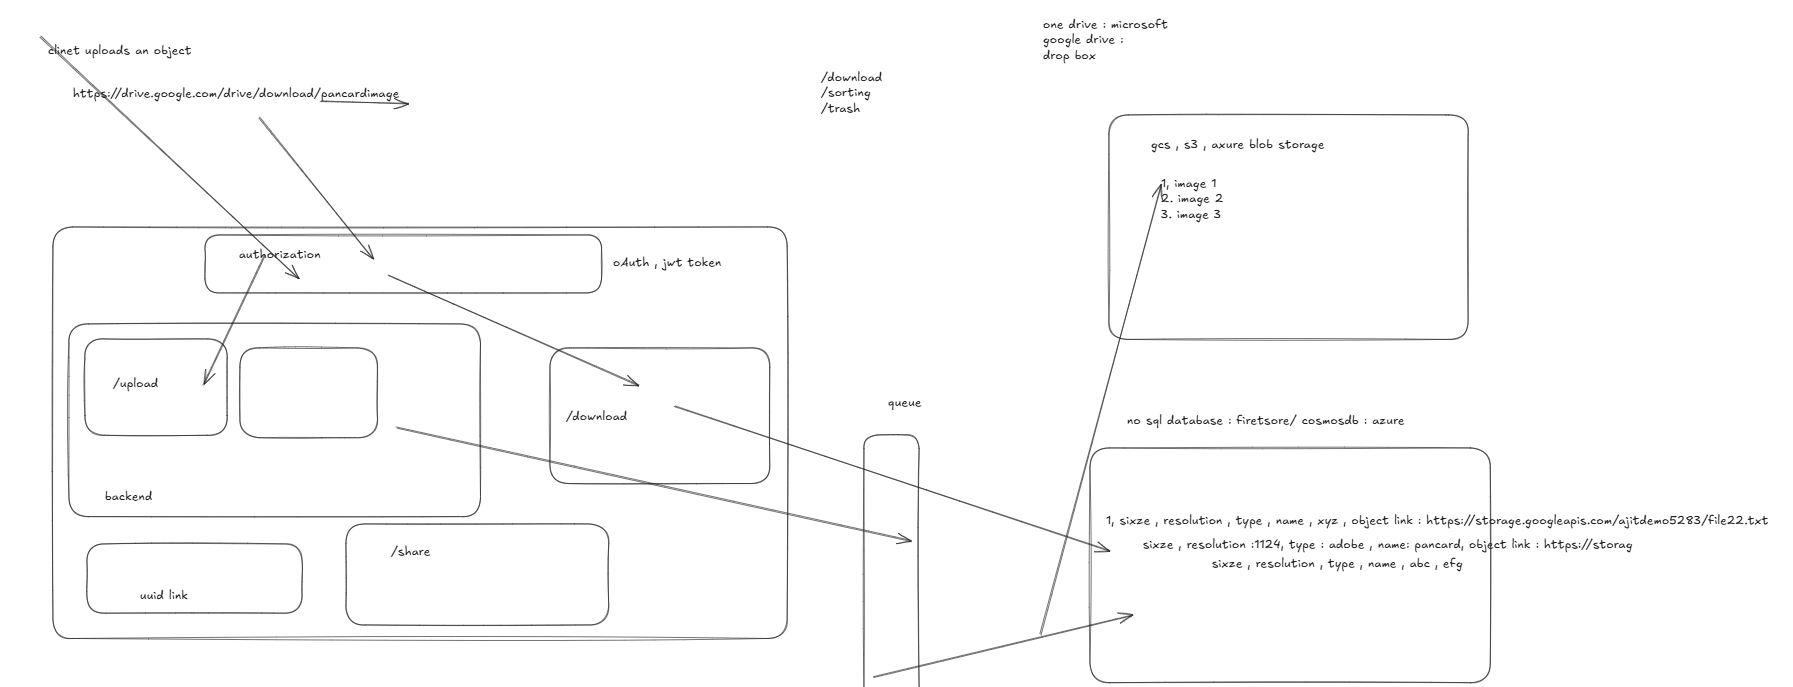 one drive : microsoft
google drive :
drop box
clinet uploads an object
https://drive.google.com/drive/download/pancardimage
/download
/sorting
/trash
gcs , s3 , axure blob storage
1, image 1
2. image 2
3. image 3
authorization
oAuth , jwt token
/upload
/download
queue
no sql database : firetsore/ cosmosdb : azure
backend
1, sixze , resolution , type , name , xyz , object link : https://storage.googleapis.com/ajitdemo5283/file22.txt
sixze , resolution :1124, type : adobe , name: pancard, object link : https://storag
sixze , resolution , type , name , abc , efg
/share
uuid link